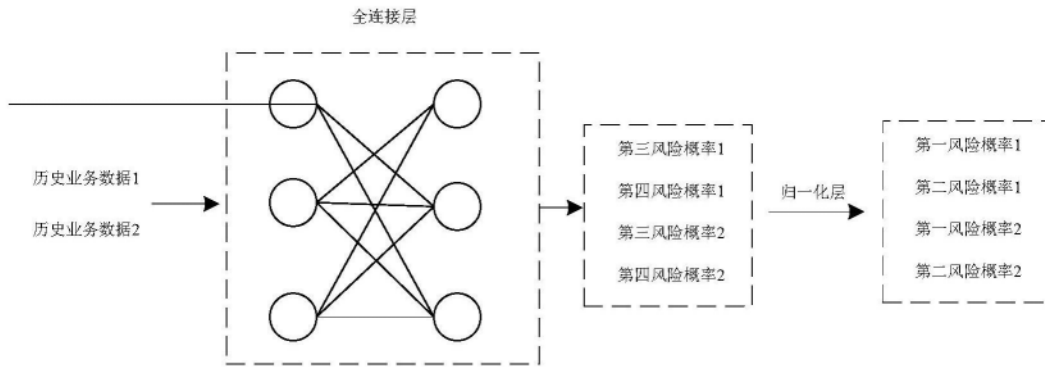 全连接层
历史业务数据1
历史业务数据2
第三风险概率1
第四风险概率1
第三风险概率2
第四风险概率2
归一化层
第一风险概率1
第二风险概率1
第一风险概率2
第二风险概率2